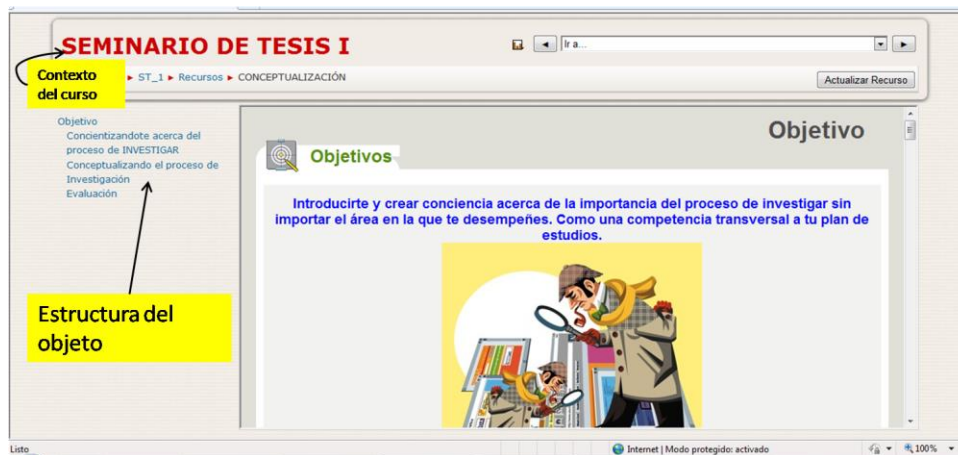 SEMINARIO DE TESIS I
Ir a...
Contexto
del curso
► ST_1 ► Recursos ► CONCEPTUALIZACIÓN
Actualizar Recurso
Objetivo
Concientizandote acerca del
proceso de INVESTIGAR
Conceptualizando el proceso de
Investigación
Evaluación
Estructura del
objeto
Objetivo
Objetivos
Introducirte y crear conciencia acerca de la importancia del proceso de investigar sin
importar el área en la que te desempeñes. Como una competencia transversal a tu plan de
estudios.
Listo
Internet | Modo protegido: activado
100%